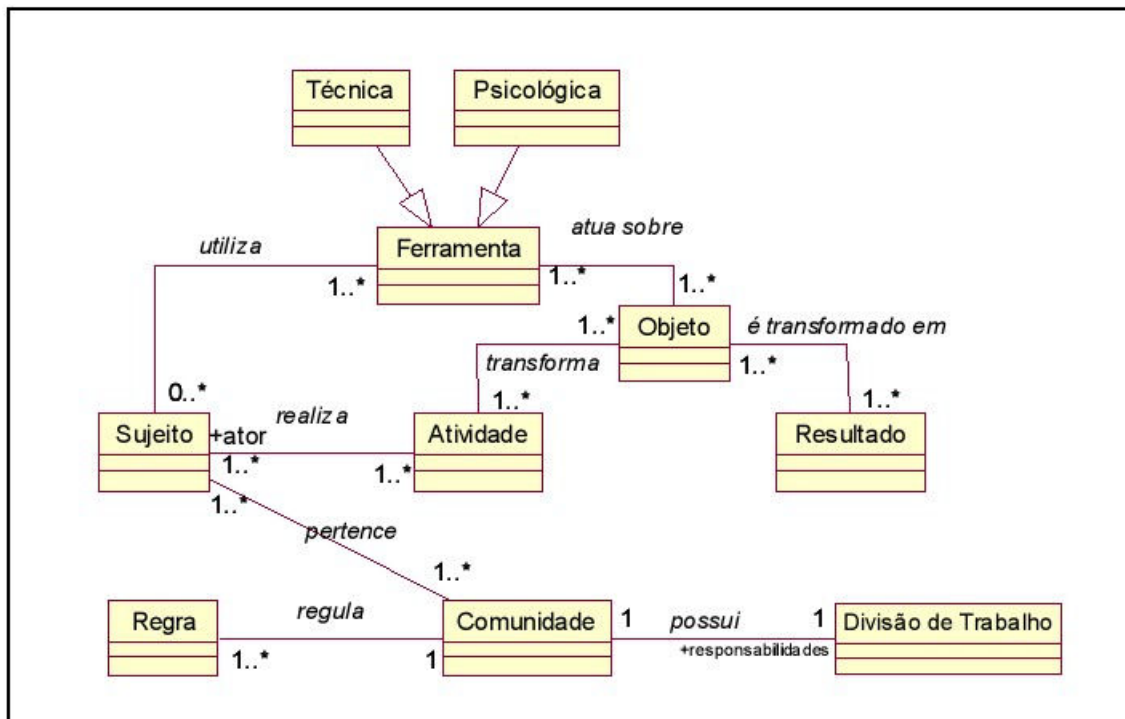 Técnica
Psicológica
utiliza
Ferramenta
atua sobre
1..*
1..*
1..*
1..*
Objeto
é transformado em
transforma
1..*
0..*
realiza
1..*
1..*
Sujeito
+ator
Atividade
Resultado
1..*
1..*
1..*
pertence
1..*
Regra
regula
Comunidade
1
possui
1
Divisão de Trabalho
1..*
1
+responsabilidades